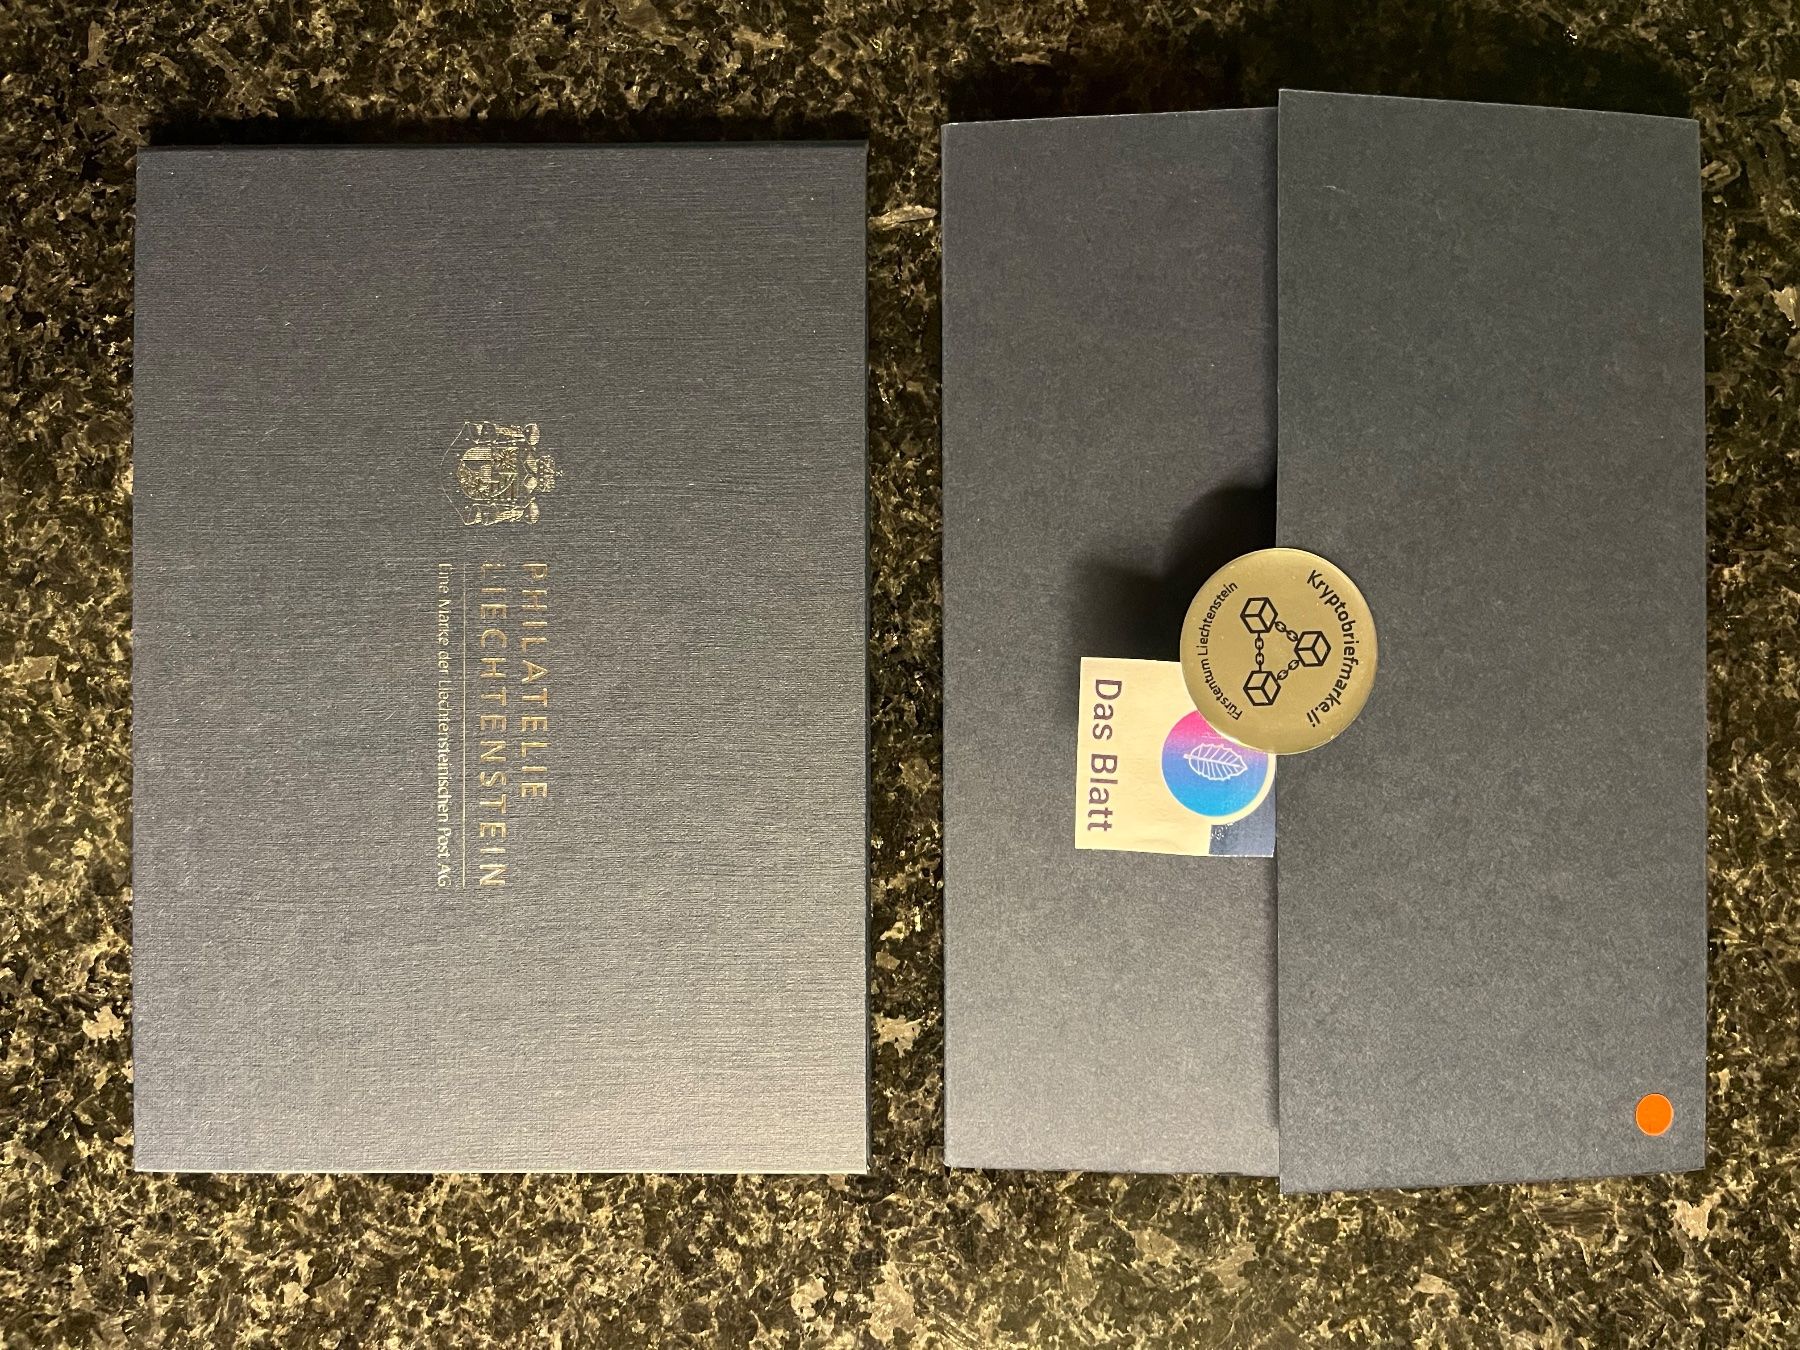 PHILATELIE
LIECHTENSTEIN
Eine Marke der Liechtensteinischen Post AG
Kryptobriefmarke.li
Fürstentum Liechtenstein
Das Blatt